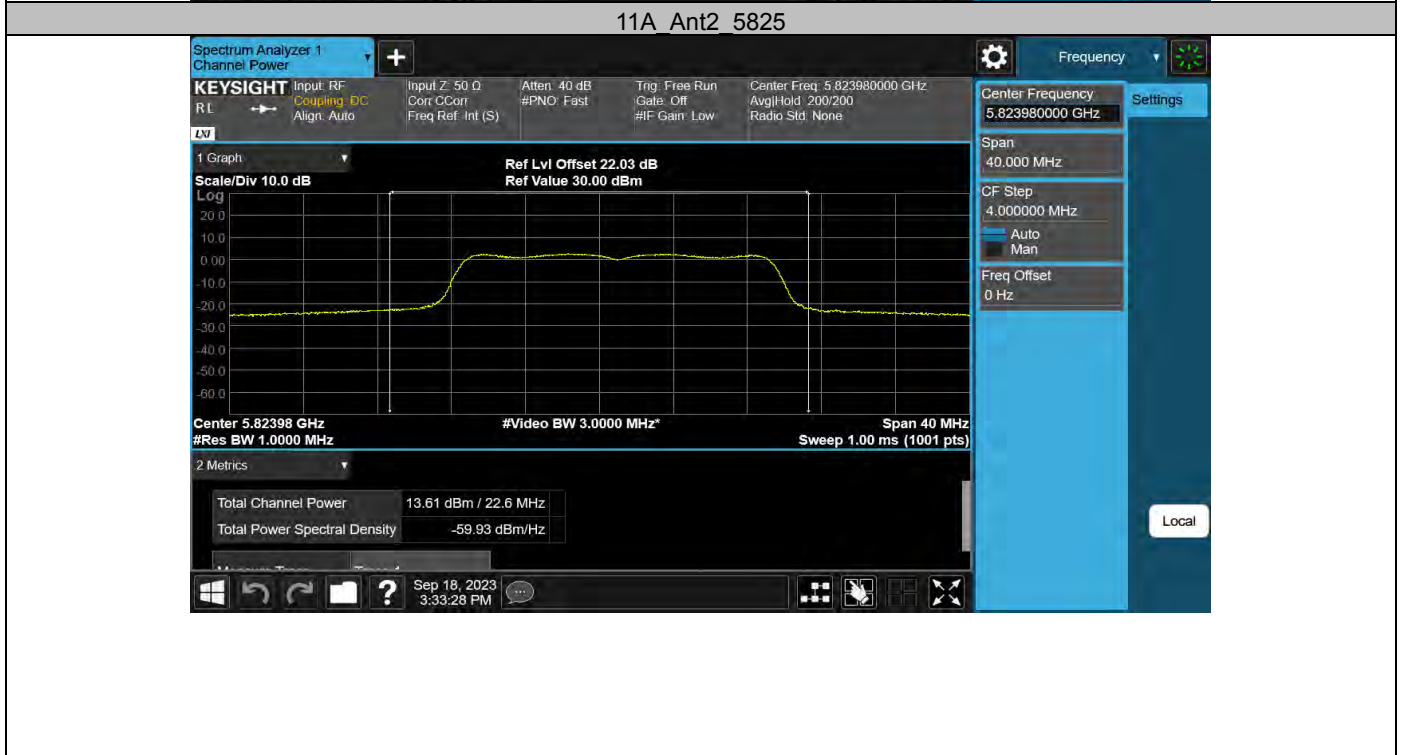 11A_Ant2_5825
Spectrum Analyzer 1
Channel Power
+
Frequency
KEYSIGHT
R L
LXI
Input: RF
Coupling: DC
Align: Auto
Input Z: 50 Ω
Corr CCorr
Freq Ref: Int (S)
Atten: 40 dB
#PNO: Fast
Trig: Free Run
Gate: Off
#IF Gain: Low
Center Freq: 5.823980000 GHz
Avg|Hold: 200/200
Radio Std: None
Center Frequency
5.823980000 GHz
Settings
Span
40.000 MHz
CF Step
4.000000 MHz
Auto
Man
Freq Offset
0 Hz
Local
1 Graph
Scale/Div 10.0 dB
Ref Lvl Offset 22.03 dB
Ref Value 30.00 dBm
Log
20.0
10.0
0.00
-10.0
-20.0
-30.0
-40.0
-50.0
-60.0
Center 5.82398 GHz
#Video BW 3.0000 MHz*
Span 40 MHz
#Res BW 1.0000 MHz
Sweep 1.00 ms (1001 pts)
2 Metrics
Total Channel Power 13.61 dBm / 22.6 MHz
Total Power Spectral Density -59.93 dBm/Hz
?
Sep 18, 2023
3:33:28 PM